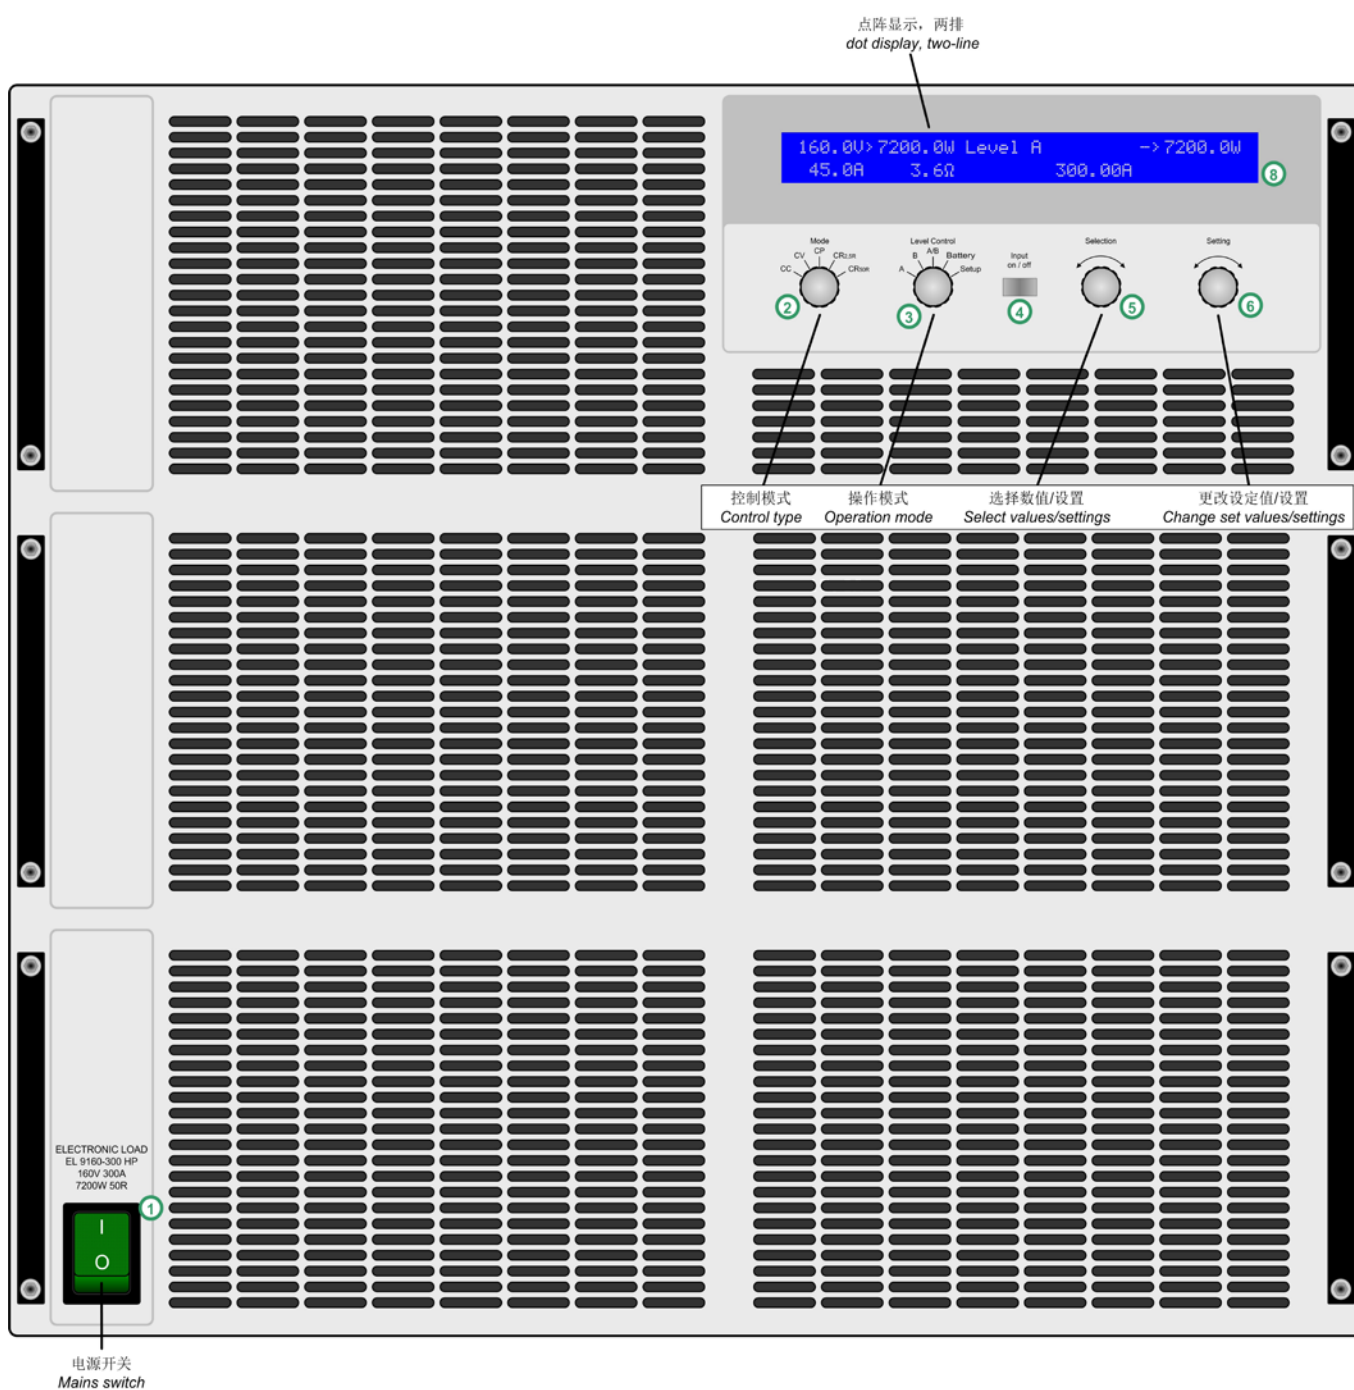 点阵显示，两排
dot display, two-line
160.0V>7200.0W Level A ->7200.0W
45.0A 3.6Ω 300.00A
8
Mode
CC CV CP CR2,5R CR50R
2
Level Control
A B A/B Battery Setup
3
Input
on / off
4
Selection
5
Setting
6
控制模式
Control type
操作模式
Operation mode
选择数值/设置
Select values/settings
更改设定值/设置
Change set values/settings
ELECTRONIC LOAD
EL 9160-300 HP
160V 300A
7200W 50R
1
I
O
电源开关
Mains switch